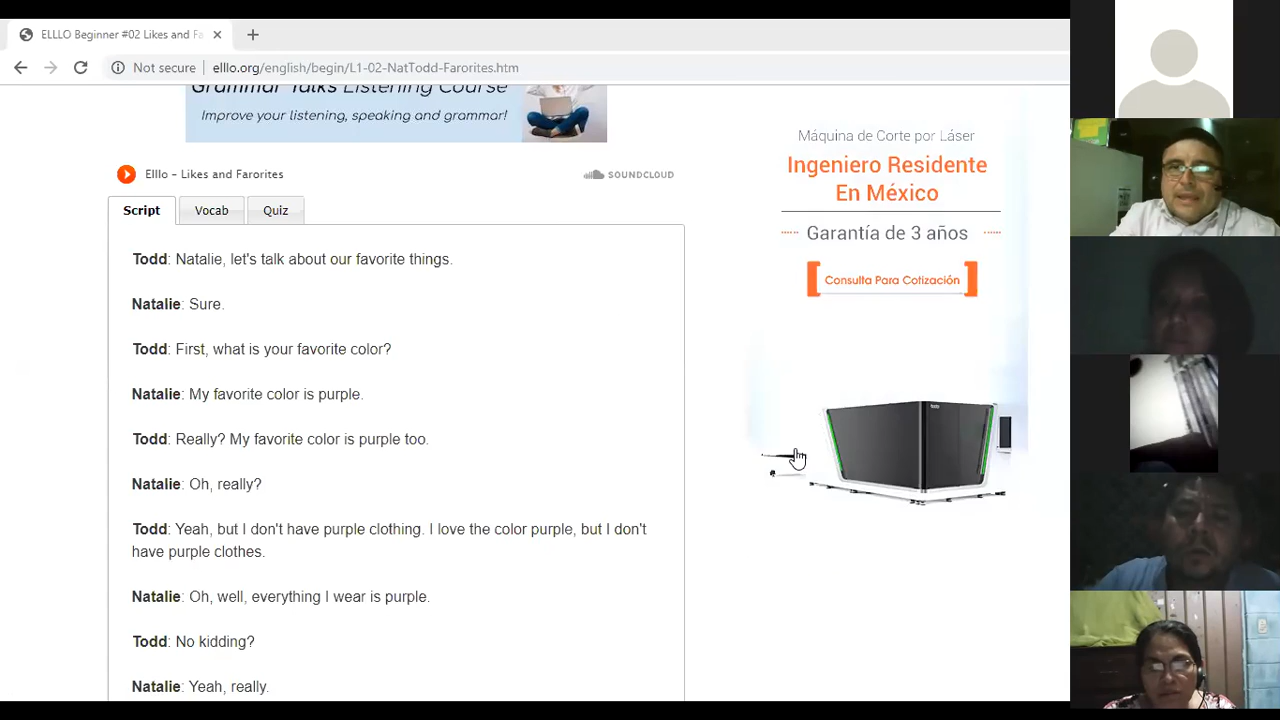 ELLLO Beginner #02 Likes and Fa
Not secure
elllo.org/english/begin/L1-02-NatTodd-Farorites.htm
Grammar Talks Listening Course
Improve your listening, speaking and grammar!
Elllo - Likes and Farorites
SOUNDCLOUD
Script
Vocab
Quiz
Todd: Natalie, let's talk about our favorite things.
Natalie: Sure.
Todd: First, what is your favorite color?
Natalie: My favorite color is purple.
Todd: Really? My favorite color is purple too.
Natalie: Oh, really?
Todd: Yeah, but I don't have purple clothing. I love the color purple, but I don't
have purple clothes.
Natalie: Oh, well, everything I wear is purple.
Todd: No kidding?
Natalie: Yeah, really.
Máquina de Corte por Láser
Ingeniero Residente
En México
Garantía de 3 años
Consulta Para Cotización